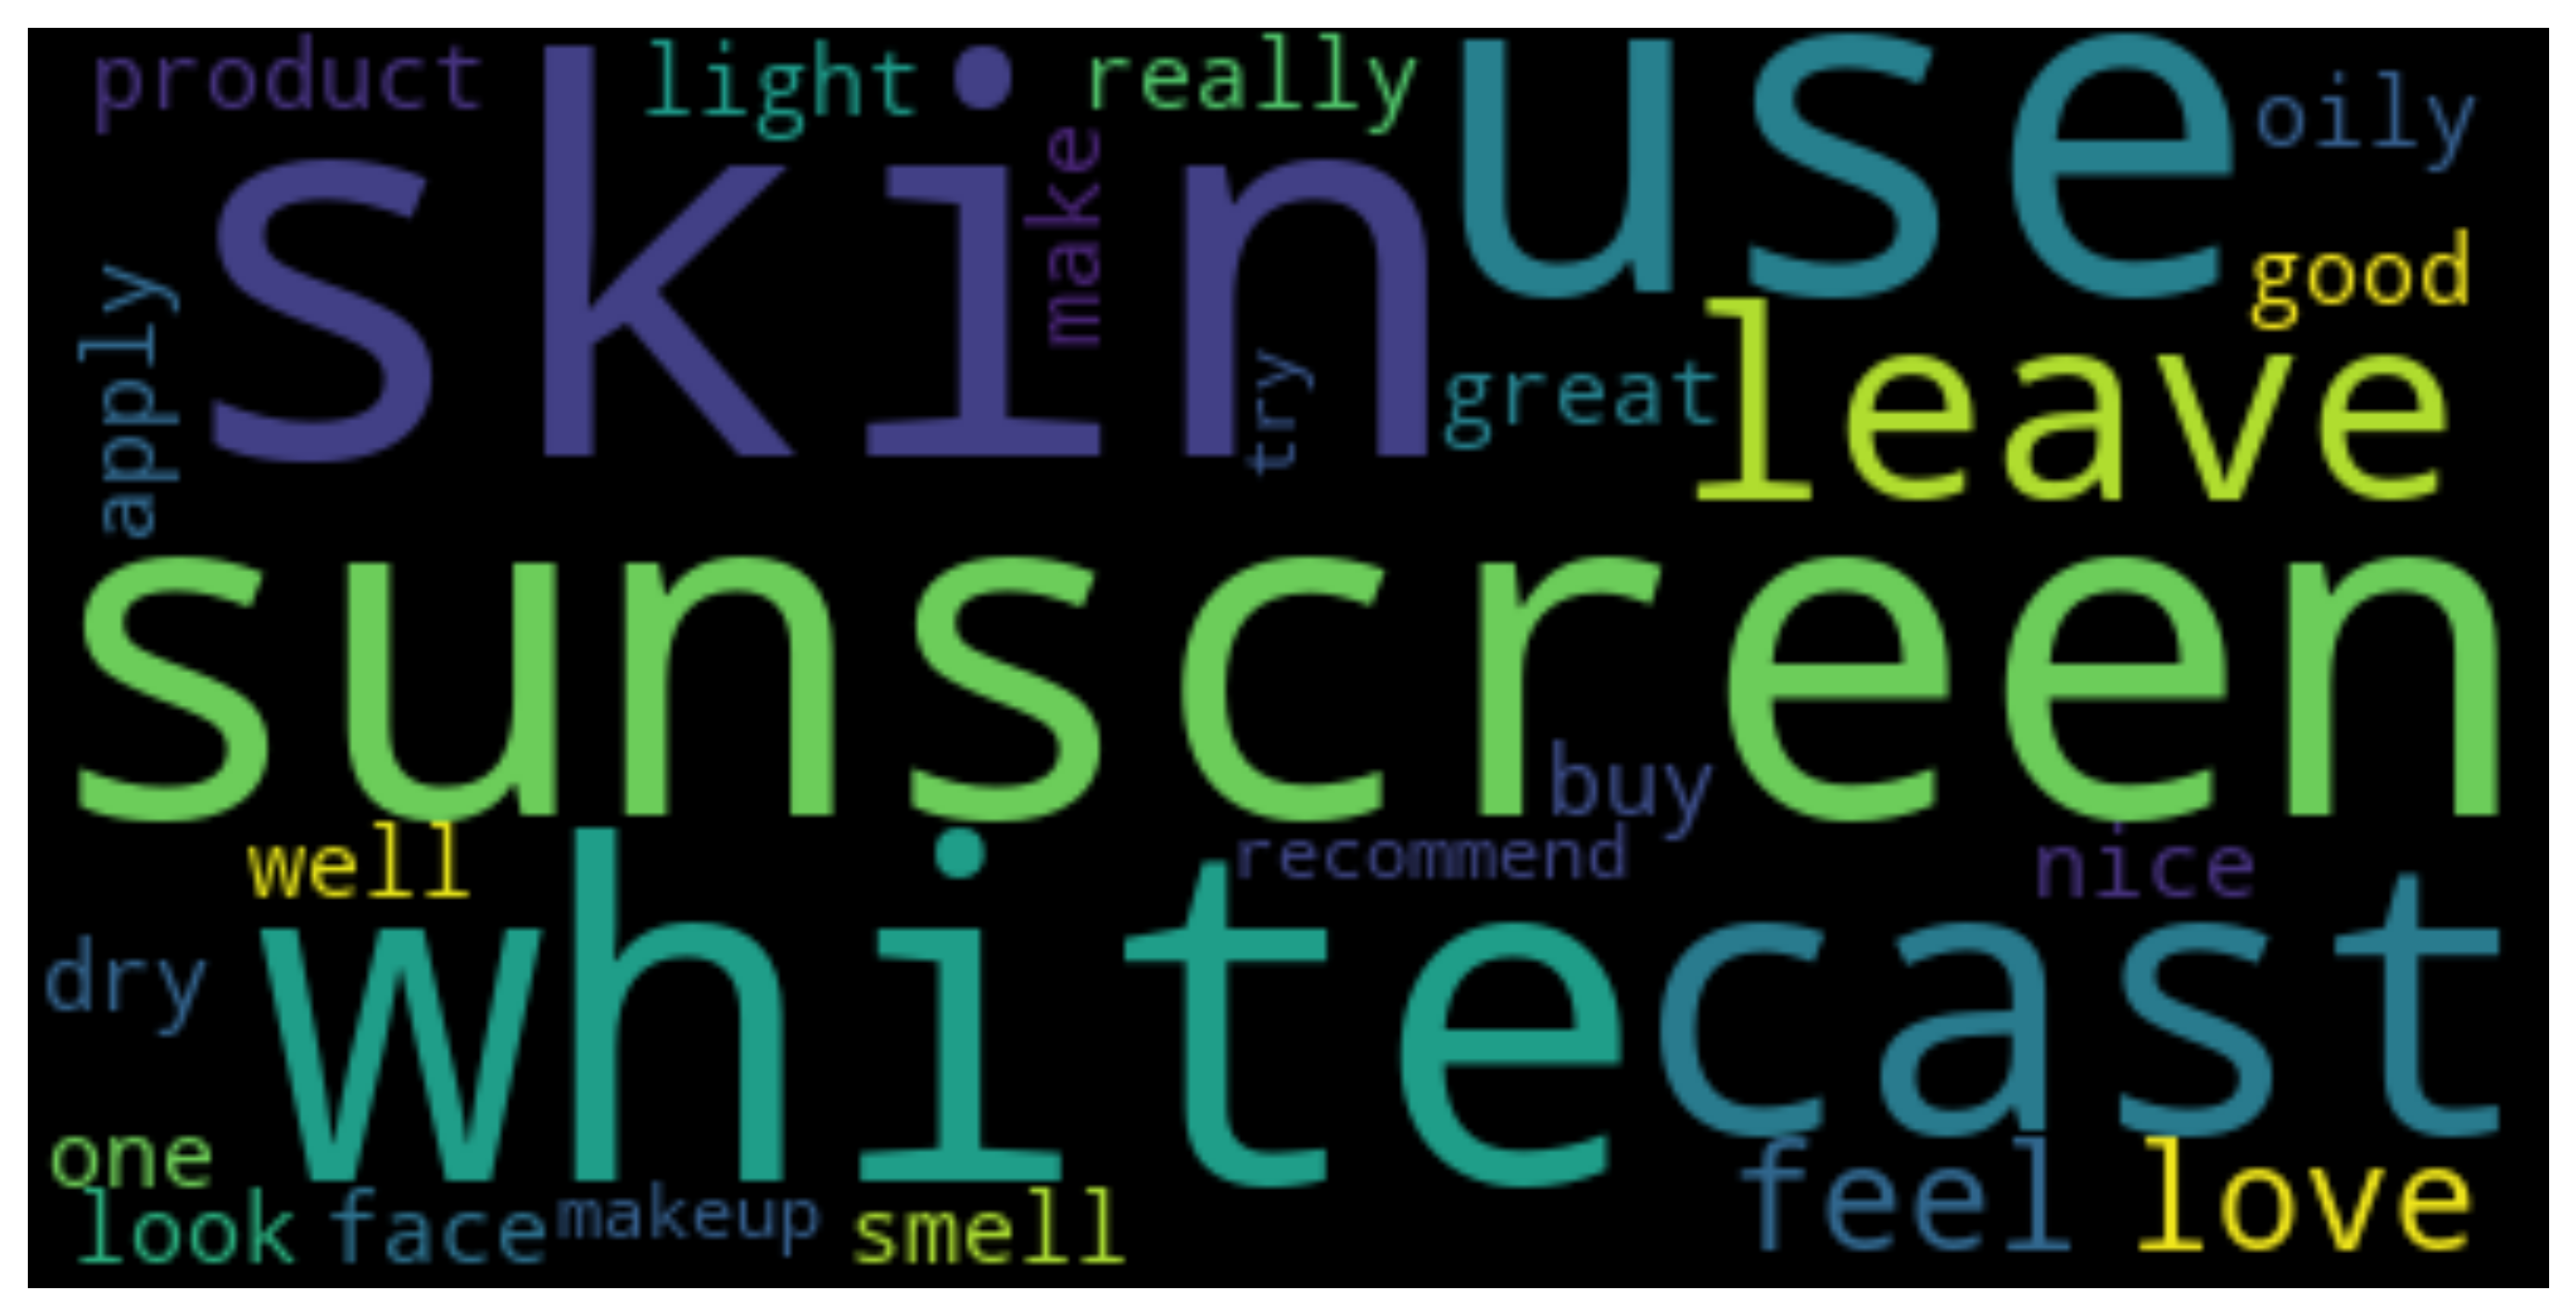 product
light
really
use
oily
skin
make
good
apply
try
great
leave
sunscreen
buy
well
recommend
nice
white
cast
dry
one
feel
love
look
face
makeup
smell